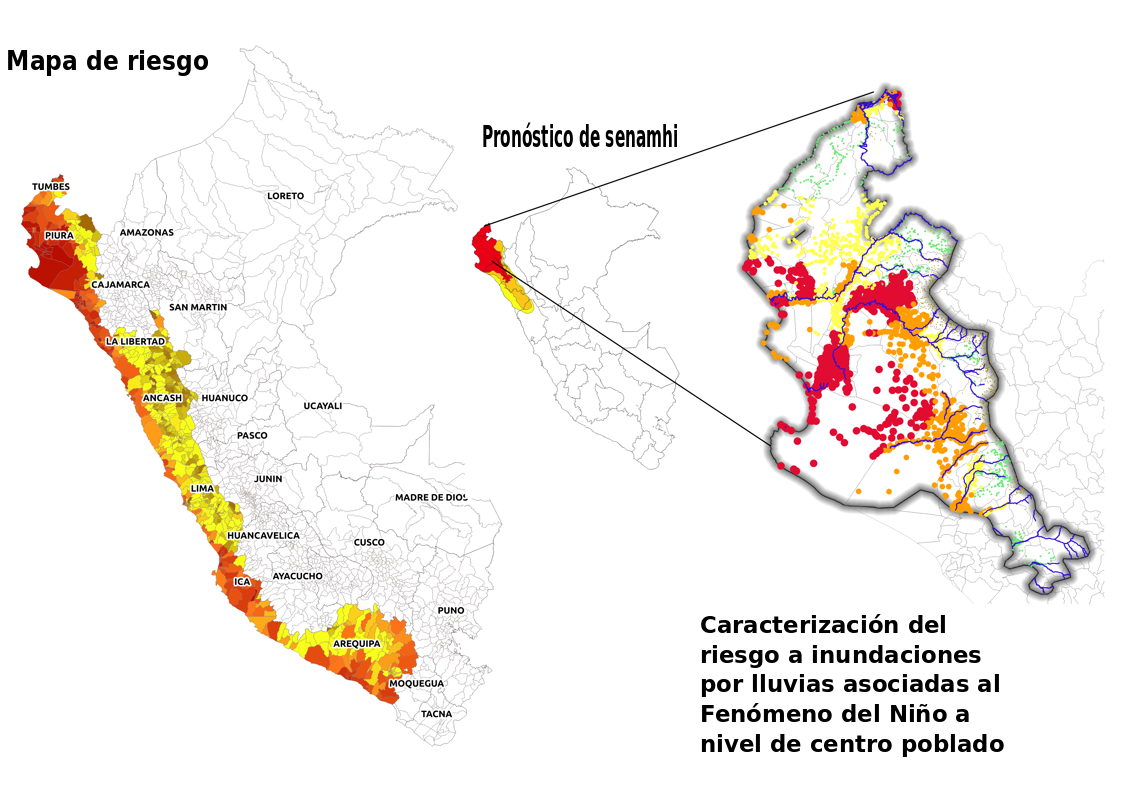 Mapa de riesgo
Pronóstico de senamhi
TUMBES
LORETO
PIURA
AMAZONAS
CAJAMARCA
SAN MARTIN
LA LIBERTAD
ANCASH
HUANUCO
UCAYALI
PASCO
JUNIN
LIMA
MADRE DE DIOS
HUANCAVELICA
CUSCO
ICA
AYACUCHO
PUNO
AREQUIPA
MOQUEGUA
TACNA
Caracterización del
riesgo a inundaciones
por lluvias asociadas al
Fenómeno del Niño a
nivel de centro poblado